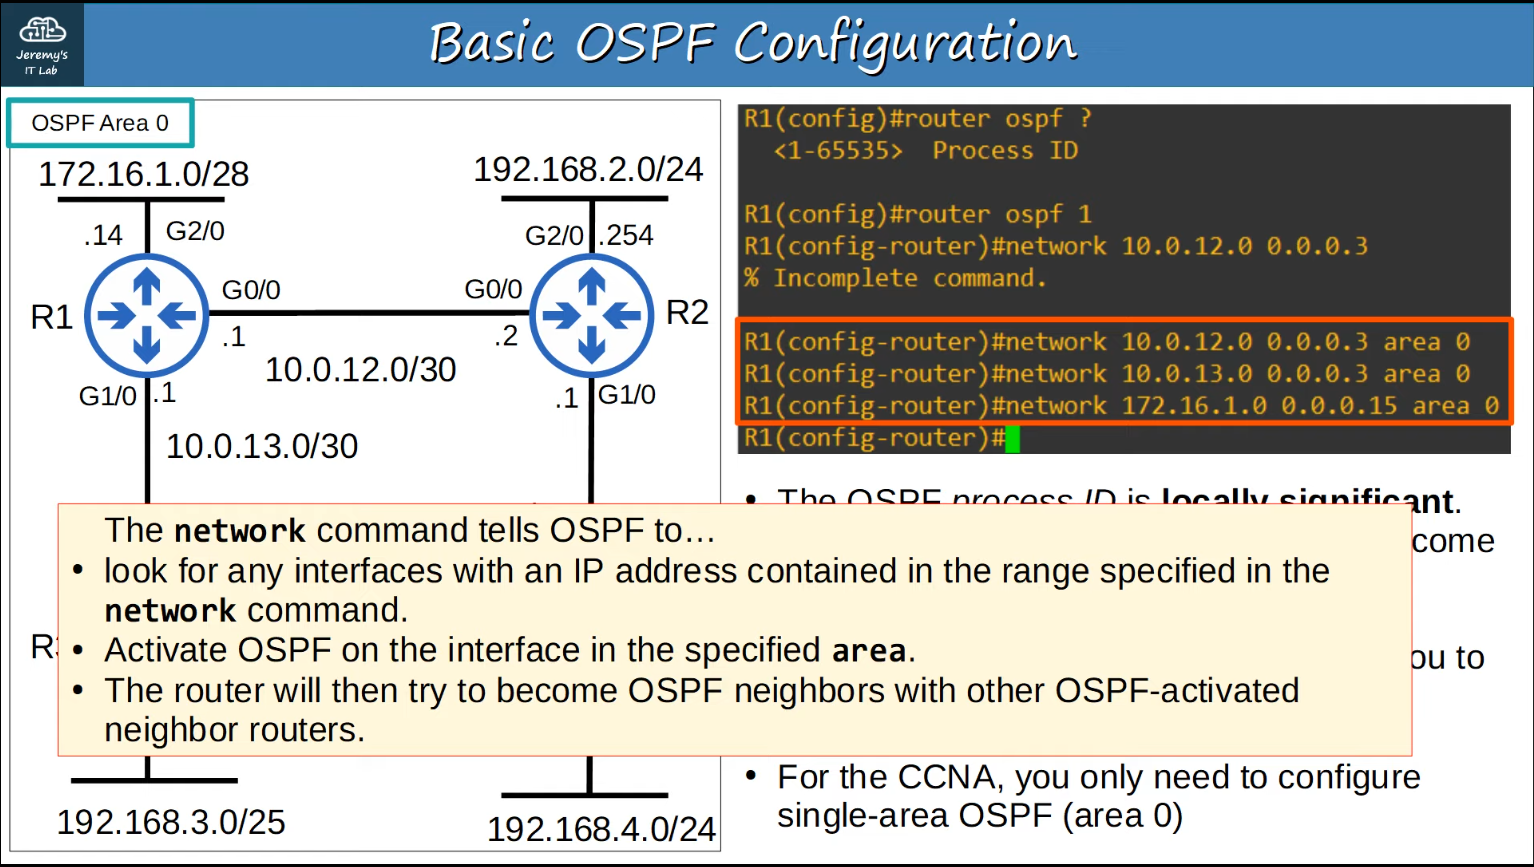 Jeremy's
IT Lab
Basic OSPF Configuration
OSPF Area 0
172.16.1.0/28
192.168.2.0/24
.14
G2/0
G2/0
.254
R1
G0/0
G0/0
R2
.1
.2
10.0.12.0/30
G1/0
.1
.1
G1/0
10.0.13.0/30
192.168.3.0/25
192.168.4.0/24
R1(config)#router ospf ?
<1-65535> Process ID
R1(config)#router ospf 1
R1(config-router)#network 10.0.12.0 0.0.0.3
% Incomplete command.
R1(config-router)#network 10.0.12.0 0.0.0.3 area 0
R1(config-router)#network 10.0.13.0 0.0.0.3 area 0
R1(config-router)#network 172.16.1.0 0.0.0.15 area 0
R1(config-router)#
• The OSPF process ID is locally significant.
come
ou to
The network command tells OSPF to…
• look for any interfaces with an IP address contained in the range specified in the
network command.
• Activate OSPF on the interface in the specified area.
• The router will then try to become OSPF neighbors with other OSPF-activated
neighbor routers.
• For the CCNA, you only need to configure
single-area OSPF (area 0)